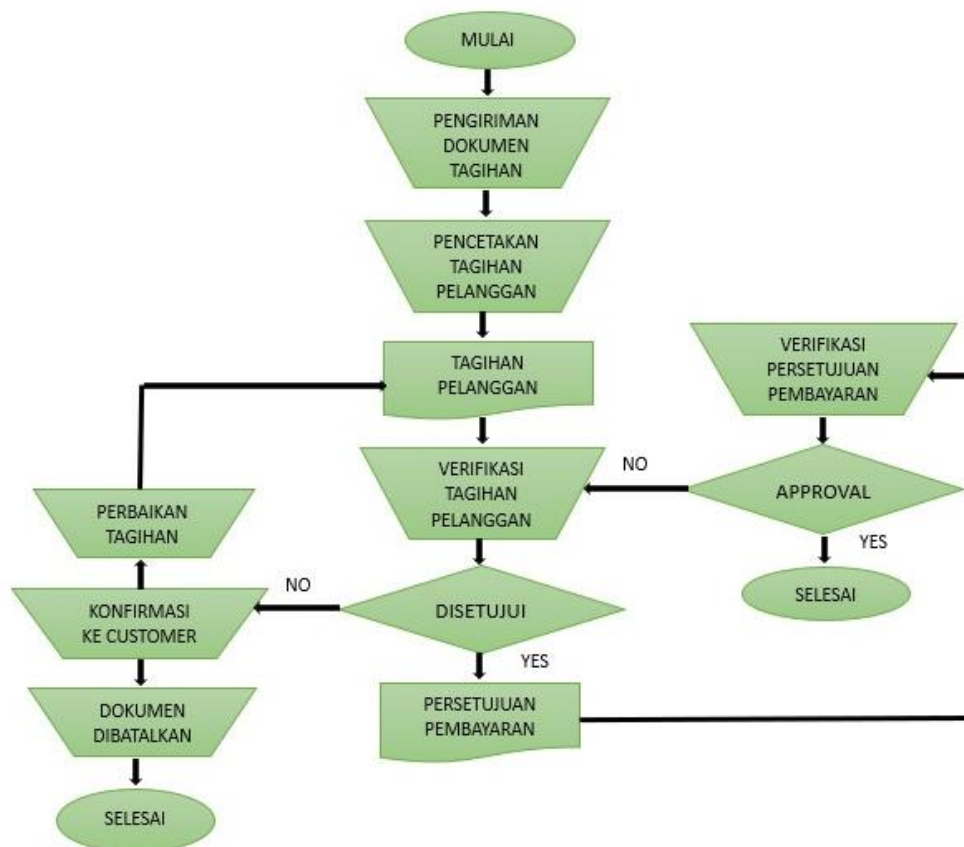 MULAI
PENGIRIMAN
DOKUMEN
TAGIHAN
PENCETAKAN
TAGIHAN
PELANGGAN
TAGIHAN
PELANGGAN
VERIFIKASI
TAGIHAN
PELANGGAN
DISETUJUI
NO
YES
KONFIRMASI
KE CUSTOMER
PERBAIKAN
TAGIHAN
DOKUMEN
DIBATALKAN
SELESAI
PERSETUJUAN
PEMBAYARAN
VERIFIKASI
PERSETUJUAN
PEMBAYARAN
APPROVAL
NO
YES
SELESAI